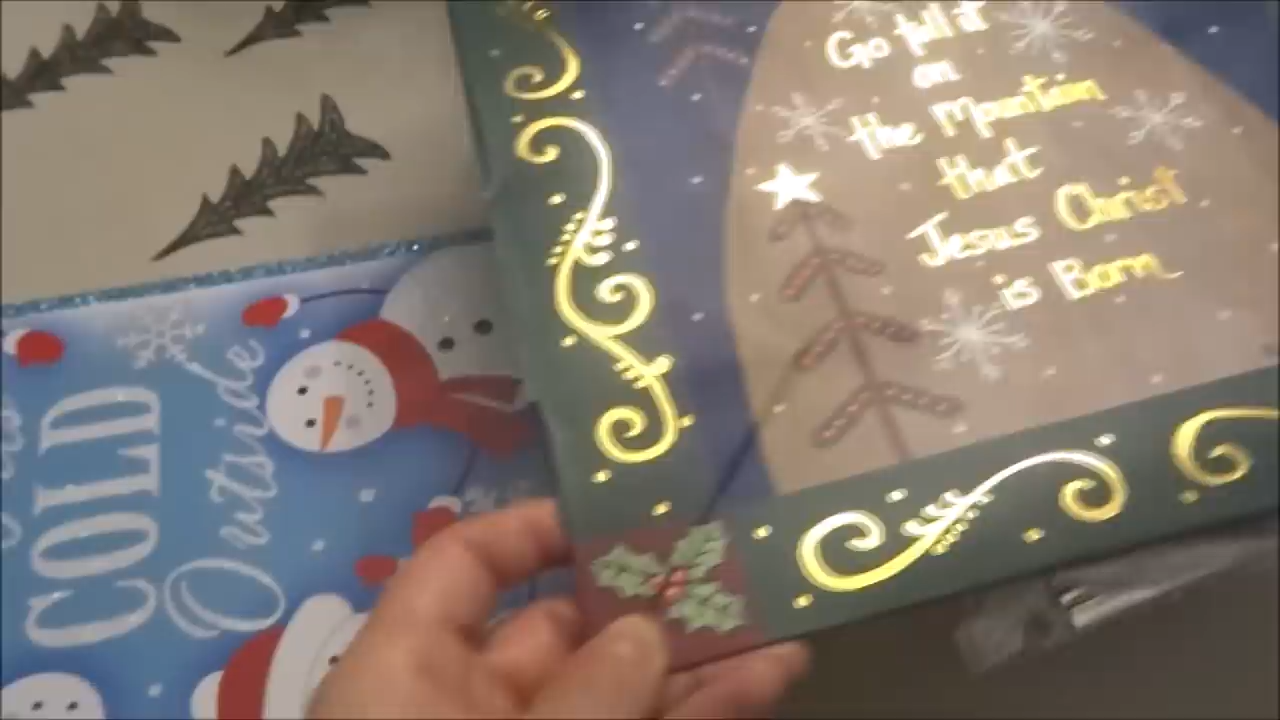 Go tell it
on
the Mountain
that
Jesus Christ
is Born
COLD
Outside